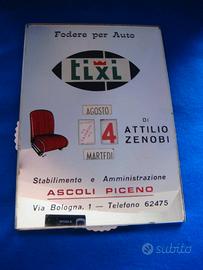 Fodere per Auto
tixi
AGOSTO
4
DI
ATTILIO
ZENOBI
MARTEDÌ
Stabilimento e Amministrazione
ASCOLI PICENO
Via Bologna, 1 — Telefono 62475
subito